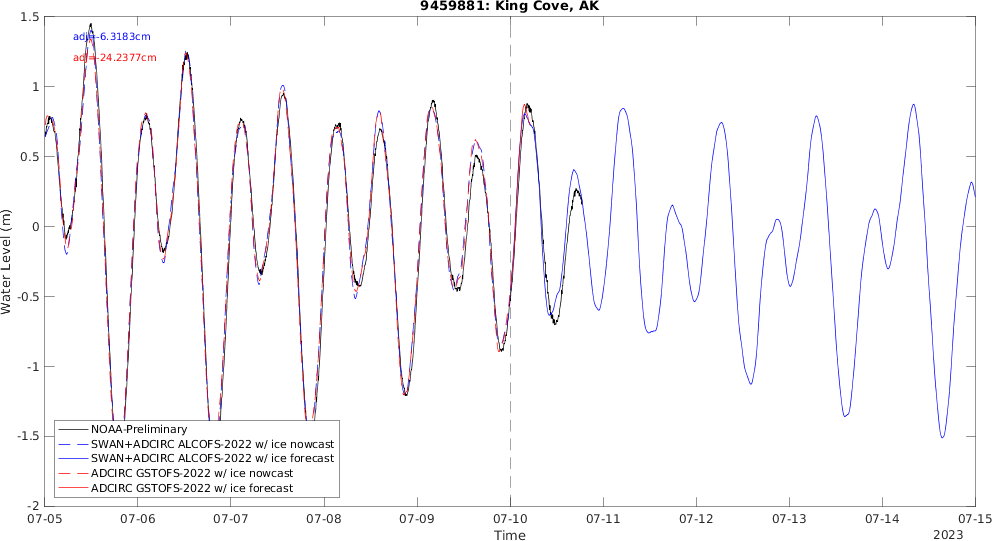 9459881: King Cove, AK
adj=-6.3183cm
adj=-24.2377cm
Water Level (m)
1.5
1
0.5
0
-0.5
-1
-1.5
-2
NOAA-Preliminary
SWAN+ADCIRC ALCOFS-2022 w/ ice nowcast
SWAN+ADCIRC ALCOFS-2022 w/ ice forecast
ADCIRC GSTOFS-2022 w/ ice nowcast
ADCIRC GSTOFS-2022 w/ ice forecast
07-05 07-06 07-07 07-08 07-09 07-10 07-11 07-12 07-13 07-14 07-15
Time
2023